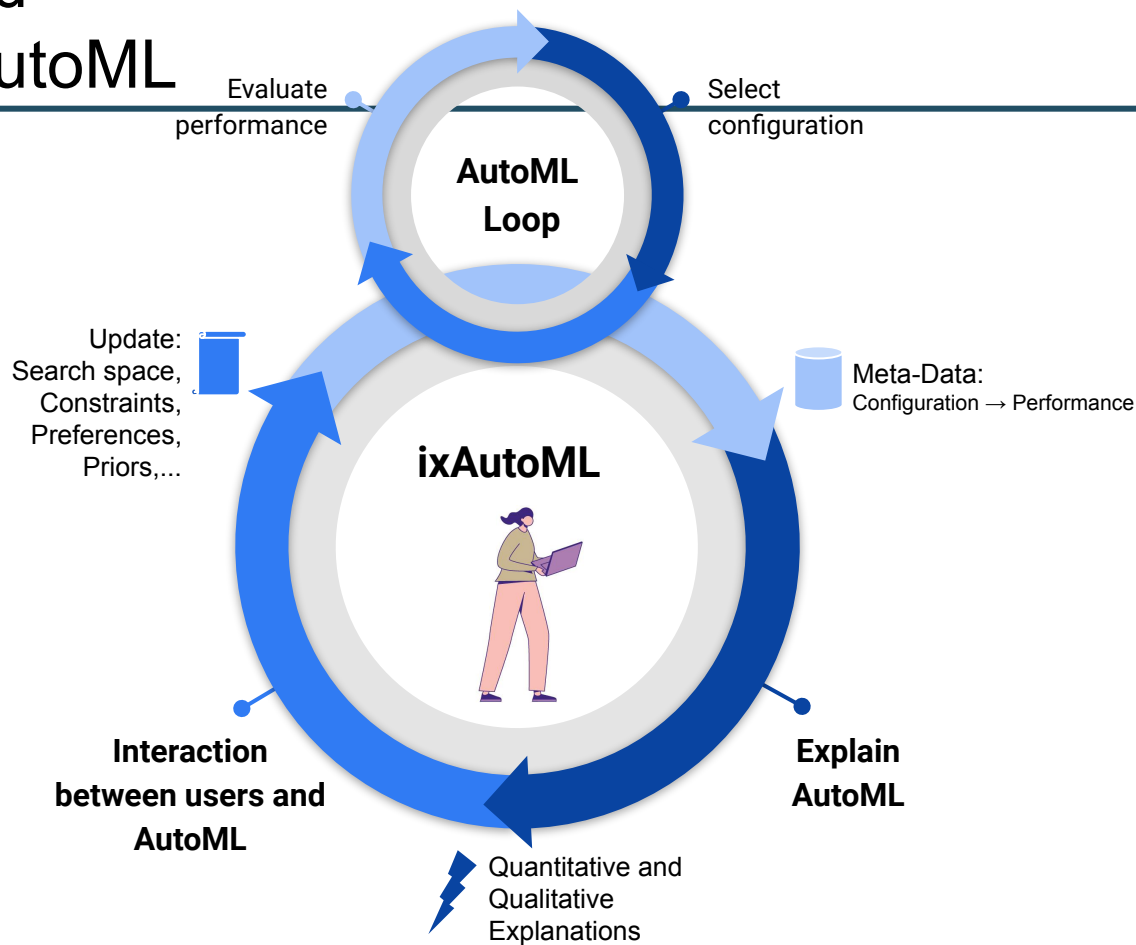 utoML
Evaluate
performance
Select
configuration
AutoML
Loop
Update:
Search space,
Constraints,
Preferences,
Priors,...
Meta-Data:
Configuration → Performance
ixAutoML
Interaction
between users and
AutoML
Explain
AutoML
Quantitative and
Qualitative
Explanations